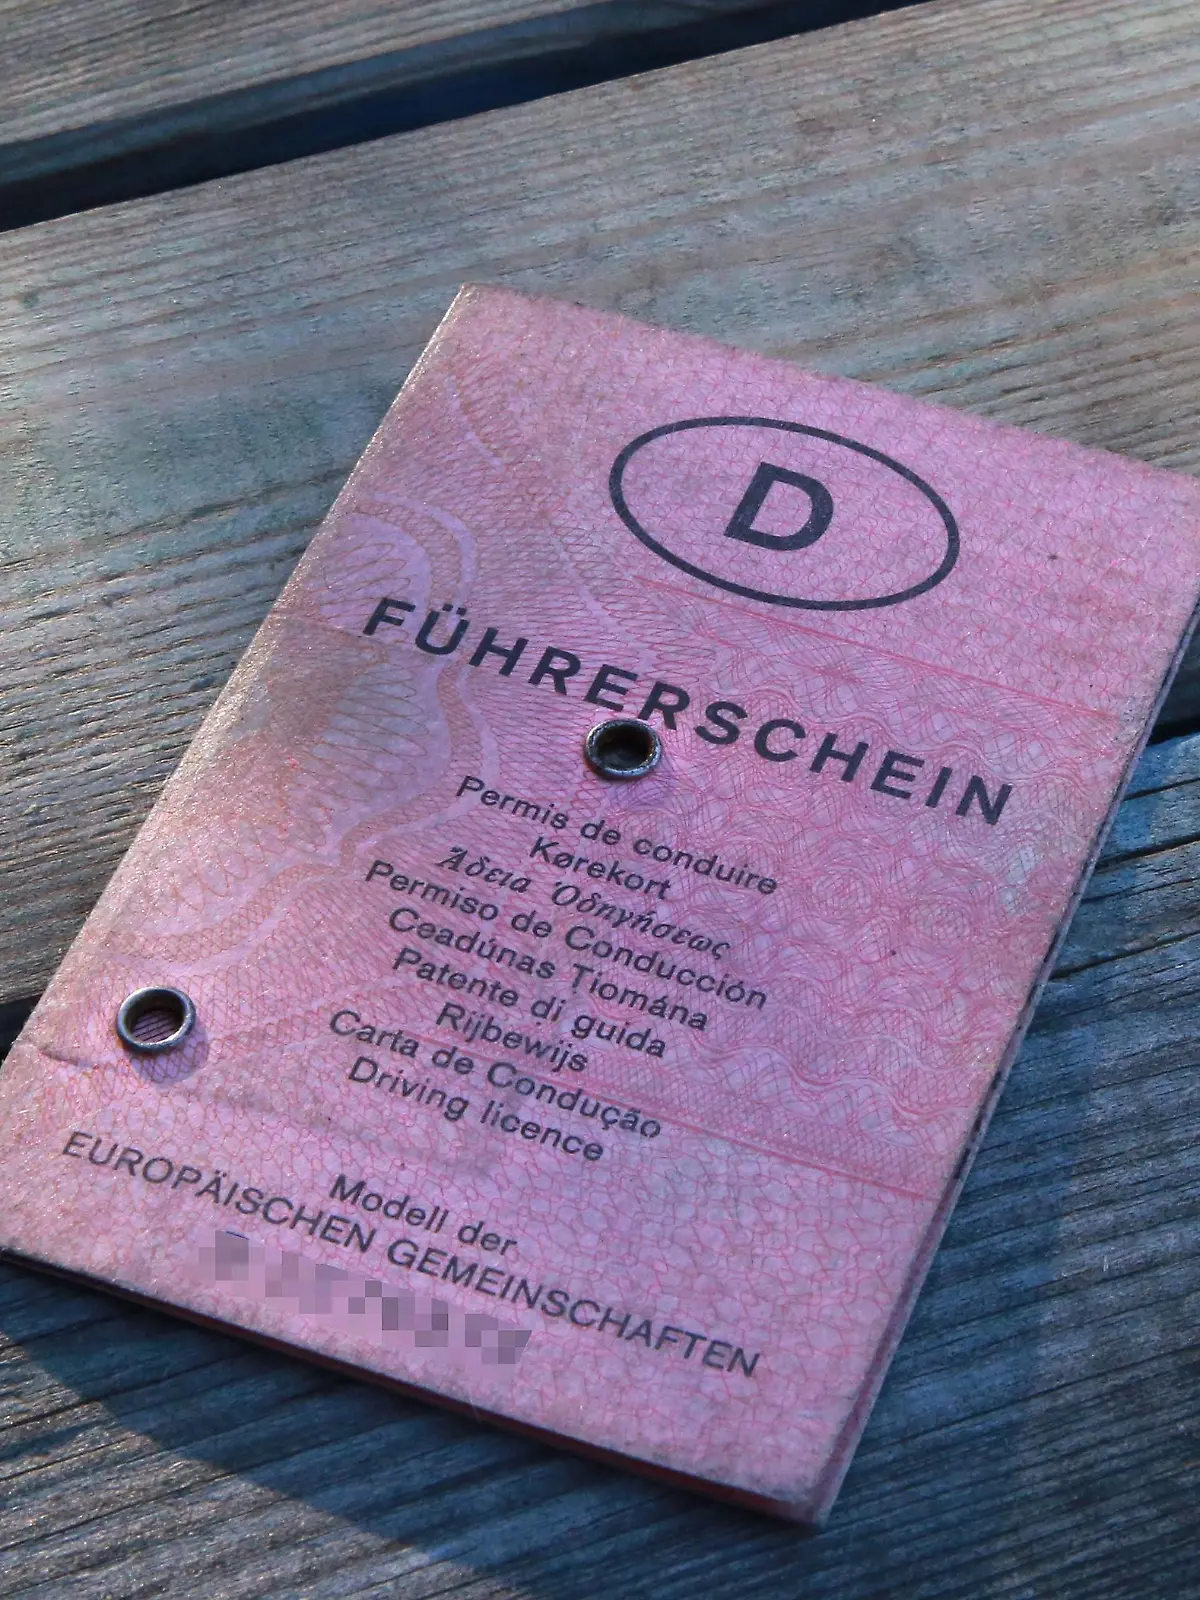 D
FÜHRERSCHEIN
Permis de conduire
Kørekort
Ἄδεια Ὁδηγήσεως
Permiso de Conducción
Ceadúnas Tiomána
Patente di guida
Rijbewijs
Carta de Condução
Driving licence
Modell der
EUROPÄISCHEN GEMEINSCHAFTEN